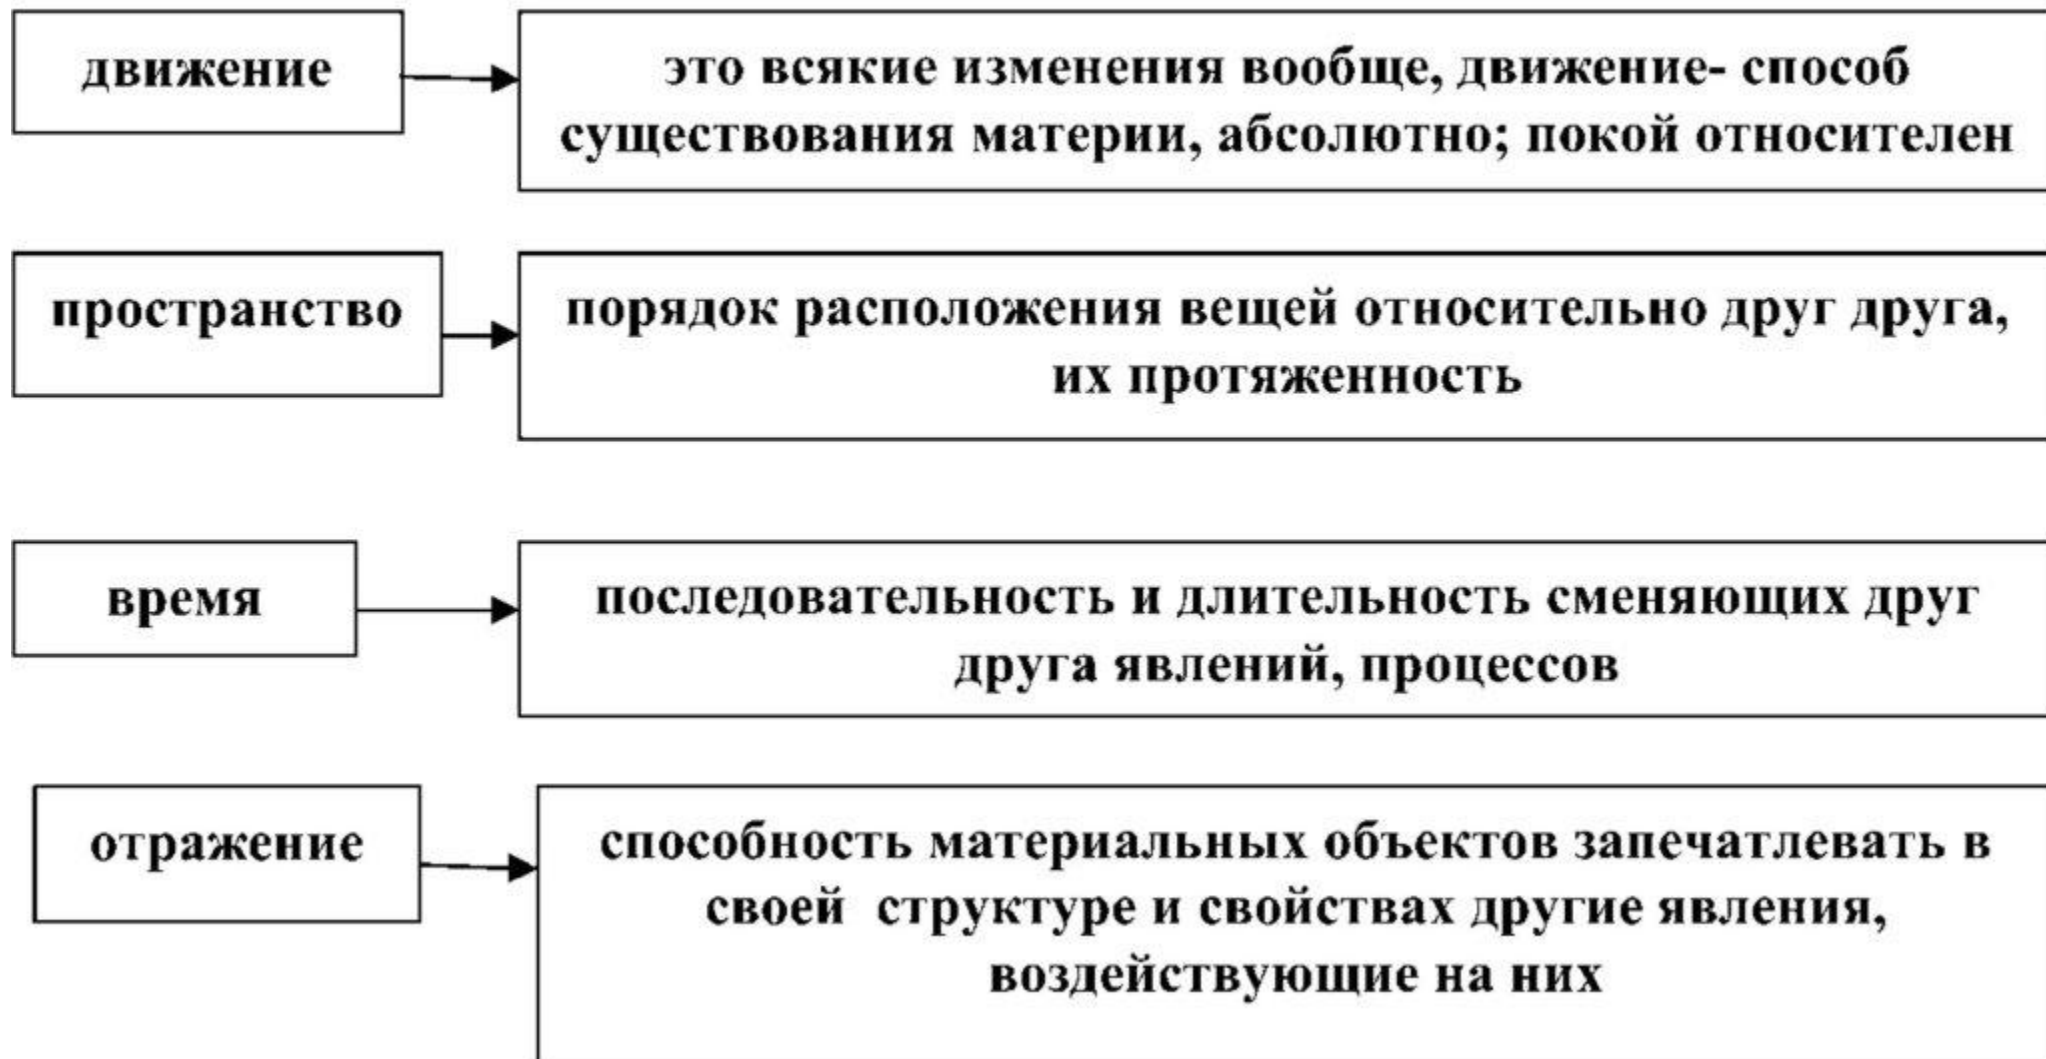 движение
это всякие изменения вообще, движение- способ
существования материи, абсолютно; покой относителен
пространство
порядок расположения вещей относительно друг друга,
их протяженность
время
последовательность и длительность сменяющих друг
друга явлений, процессов
отражение
способность материальных объектов запечатлевать в
своей структуре и свойствах другие явления,
воздействующие на них